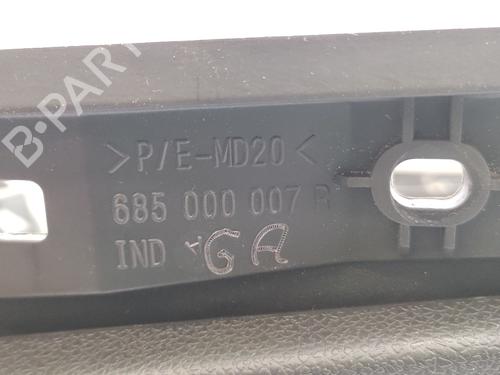 B-PART
>P/E-MD20<
685 000 007 R
IND GA